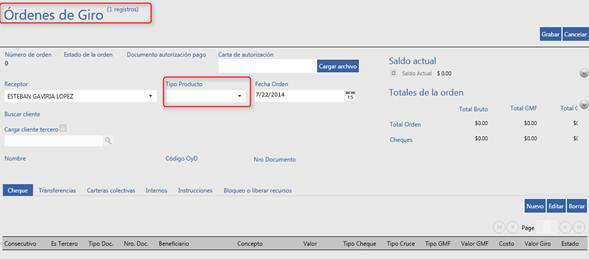 Órdenes de Giro (1 registros)
Grabar Cancelar
Número de orden Estado de la orden Documento autorización pago Carta de autorización
0
Cargar archivo
Saldo actual
Saldo Actual $ 0.00
Receptor Tipo Producto Fecha Orden
ESTEBAN GAVIRIA LOPEZ 7/22/2014 15
Totales de la orden
Buscar cliente
Total Bruto Total GMF Total
Carga cliente tercero
Total Orden $0.00 $0.00
Cheques $0.00 $0.00
Nombre Código OyD Nro Documento
Cheque Transferencias Carteras colectivas Internos Instrucciones Bloqueo o liberar recursos
Nuevo Editar Borrar
Page
Consecutivo Es Tercero Tipo Doc. Nro. Doc. Beneficiario Concepto Valor Tipo Cheque Tipo Cruce Tipo GMF Valor GMF Costo Valor Giro Estado